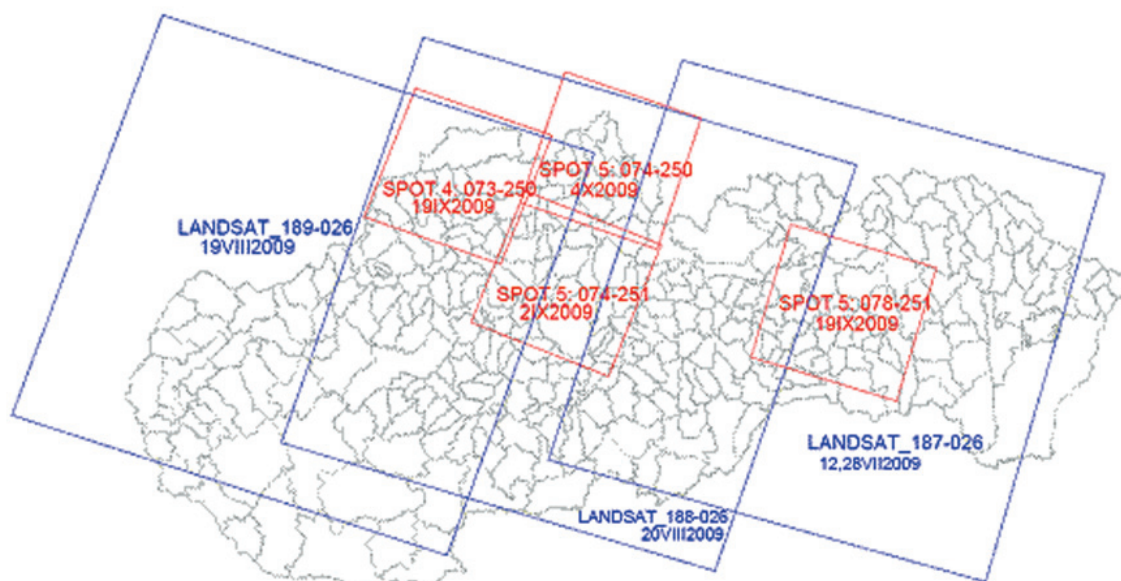 SPOT 5: 074-250
4X2009
SPOT 4: 073-250
19IX2009
LANDSAT_189-026
19VIII2009
SPOT 5: 074-251
2IX2009
SPOT 5: 078-251
19IX2009
LANDSAT_187-026
12,28VII2009
LANDSAT_188-026
20VIII2009